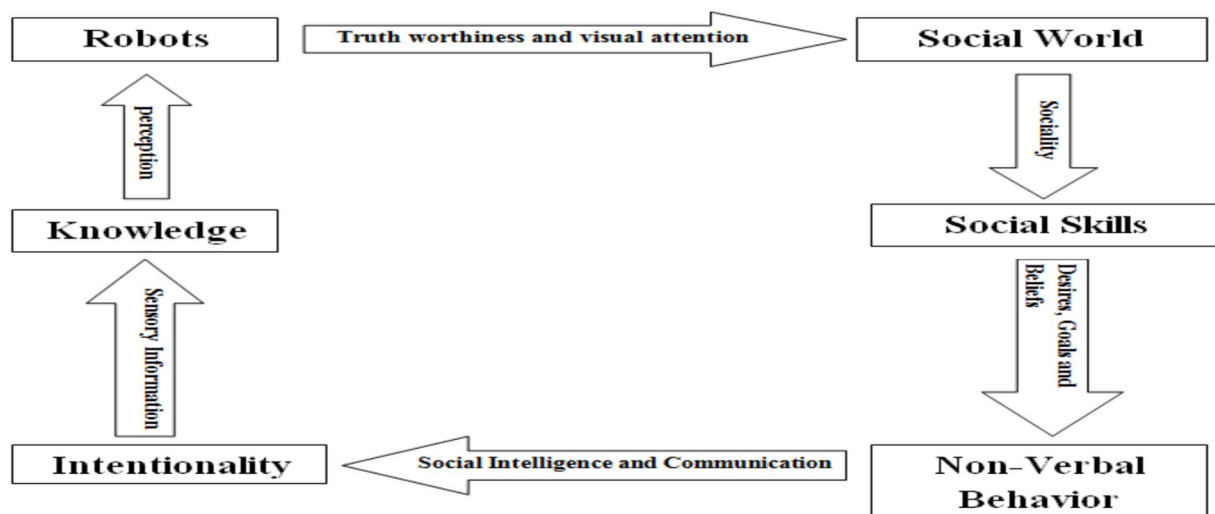 Robots
Truth worthiness and visual attention
Social World
perception
Sociality
Knowledge
Social Skills
Sensory Information
Desires, Goals and
Beliefs
Intentionality
Social Intelligence and Communication
Non-Verbal
Behavior